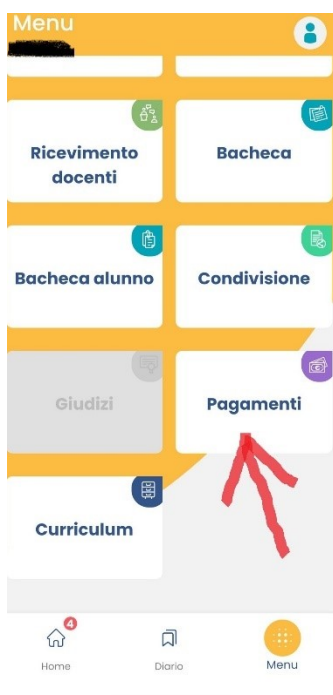 Menu
Ricevimento
docenti
Bacheca
Bacheca alunno
Condivisione
Giudizi
Pagamenti
Curriculum
4
Home
Diario
Menu